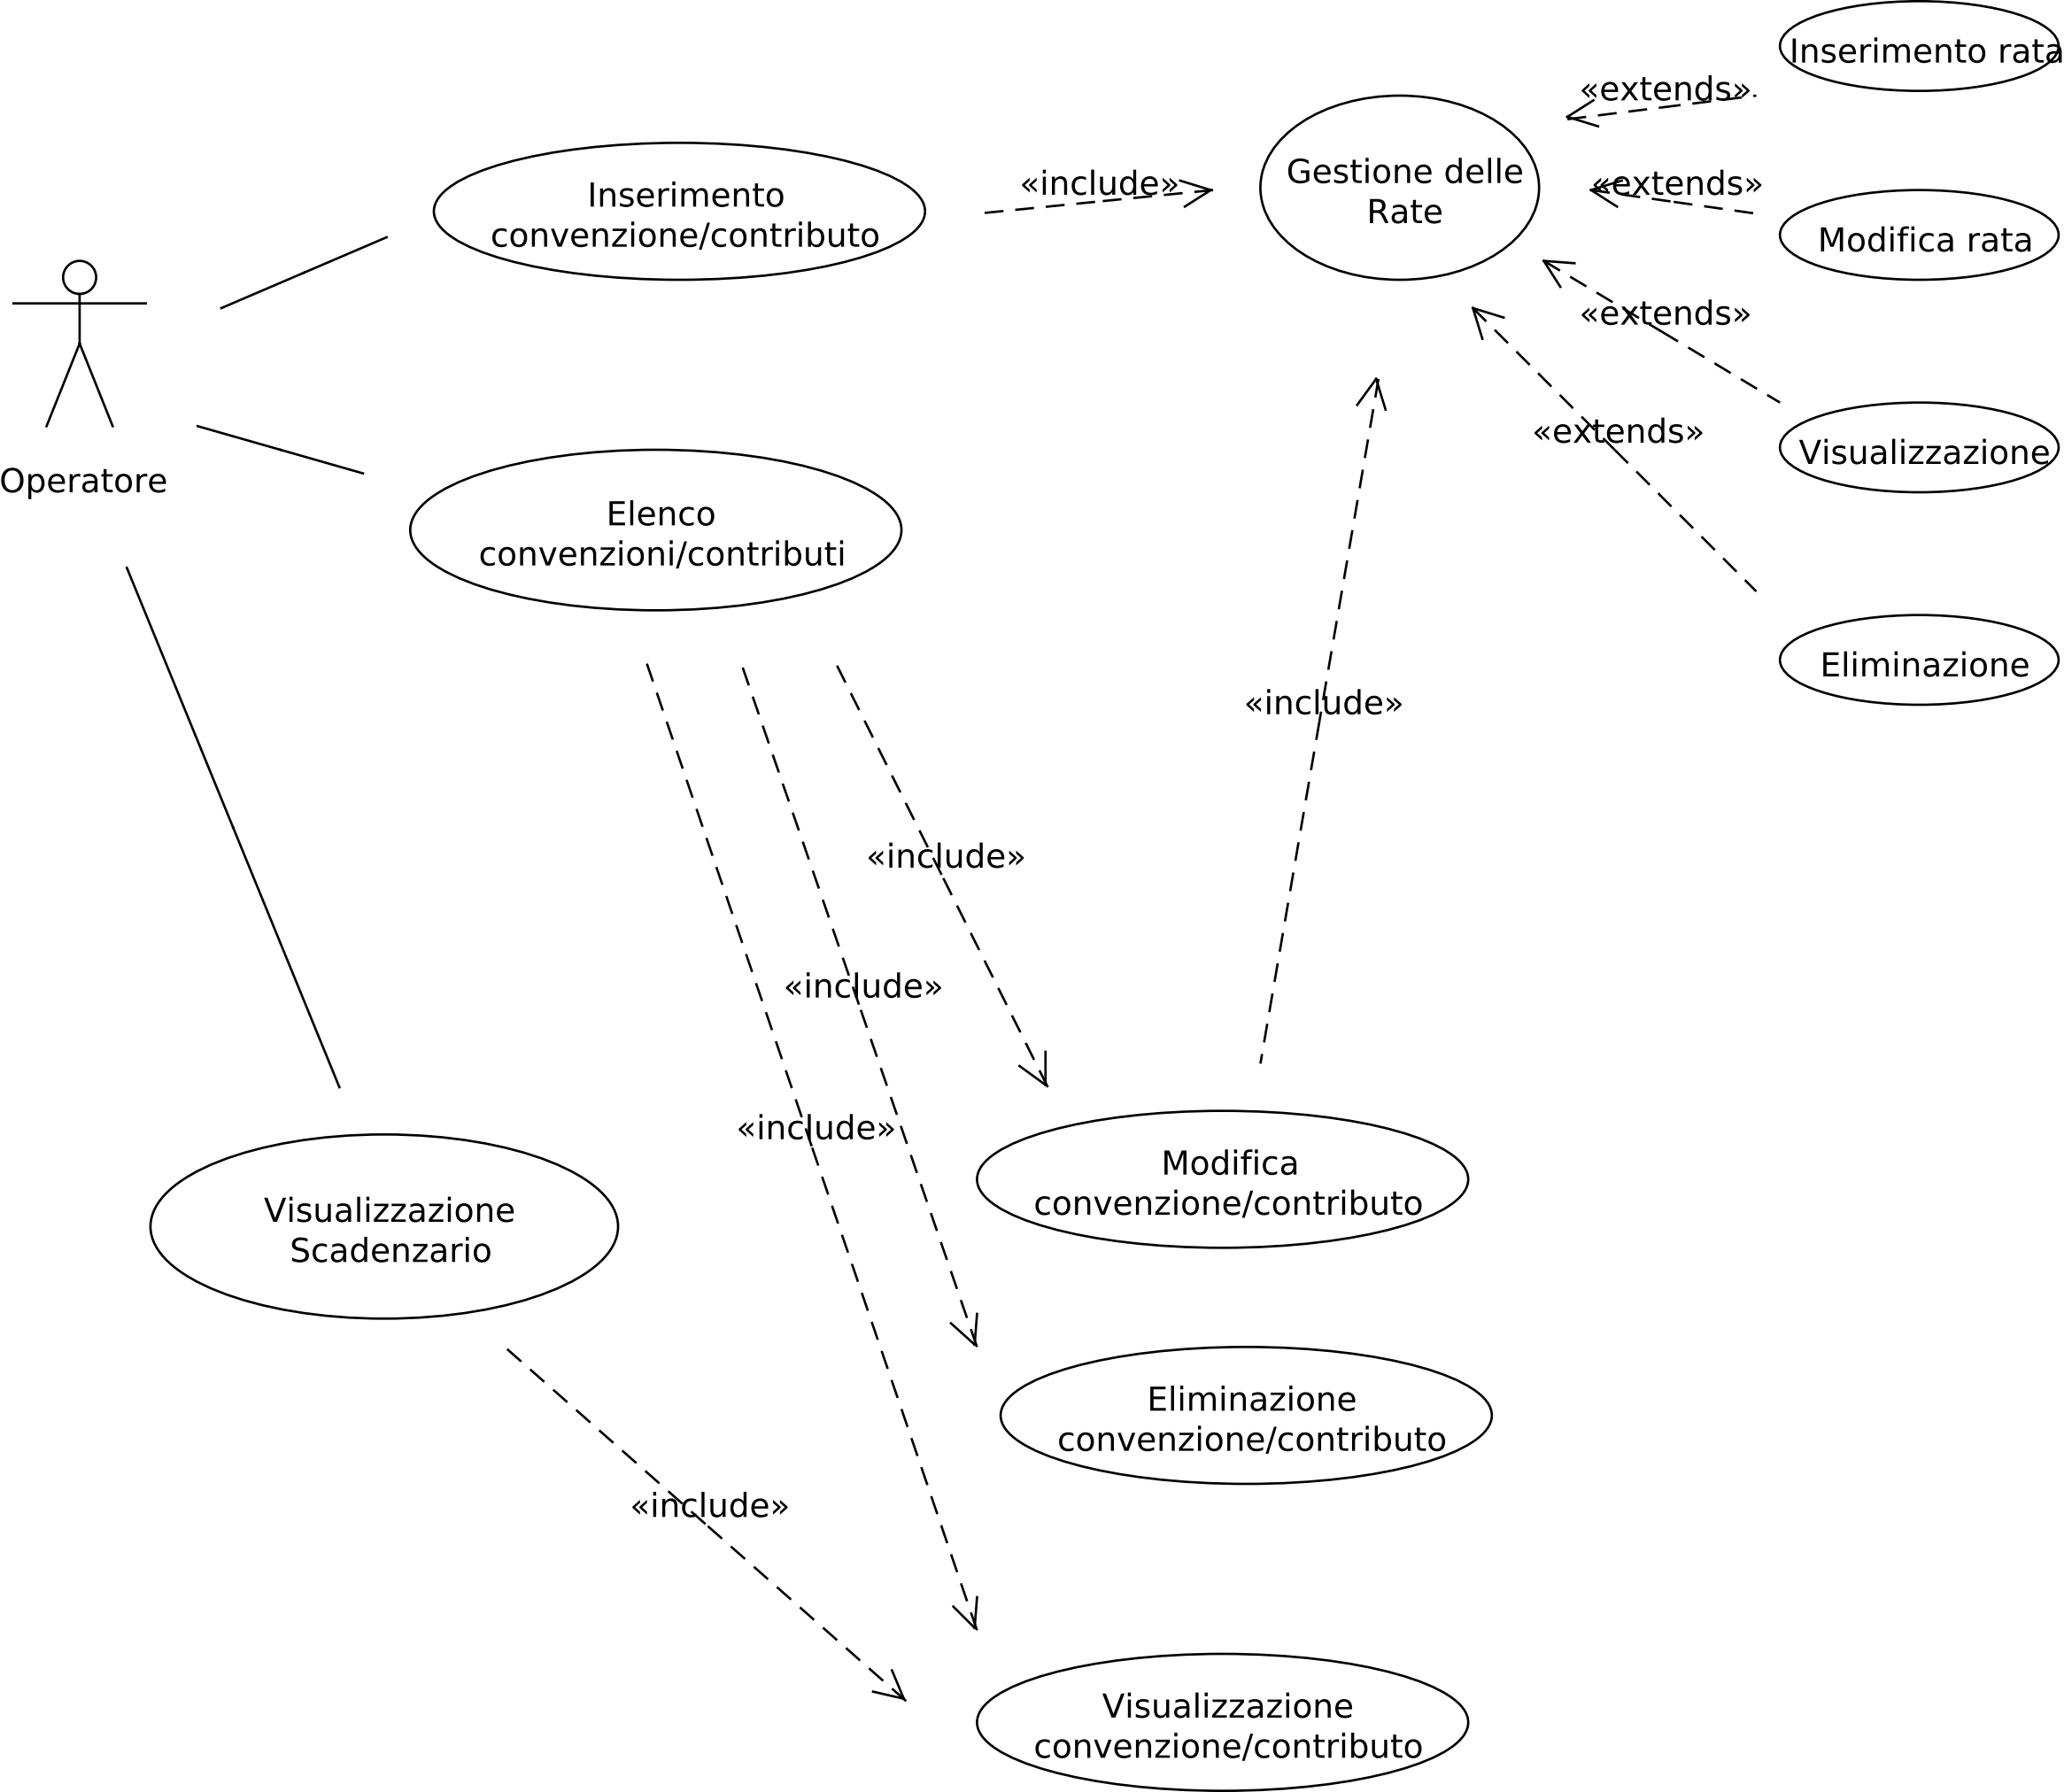 Inserimento rata
«extends»
Gestione delle
Rate
«include»
Inserimento
convenzione/contributo
«extends»
Modifica rata
«extends»
Visualizzazione
«extends»
Operatore
Elenco
convenzioni/contributi
Eliminazione
«include»
«include»
«include»
«include»
Modifica
convenzione/contributo
Visualizzazione
Scadenzario
Eliminazione
convenzione/contributo
«include»
Visualizzazione
convenzione/contributo